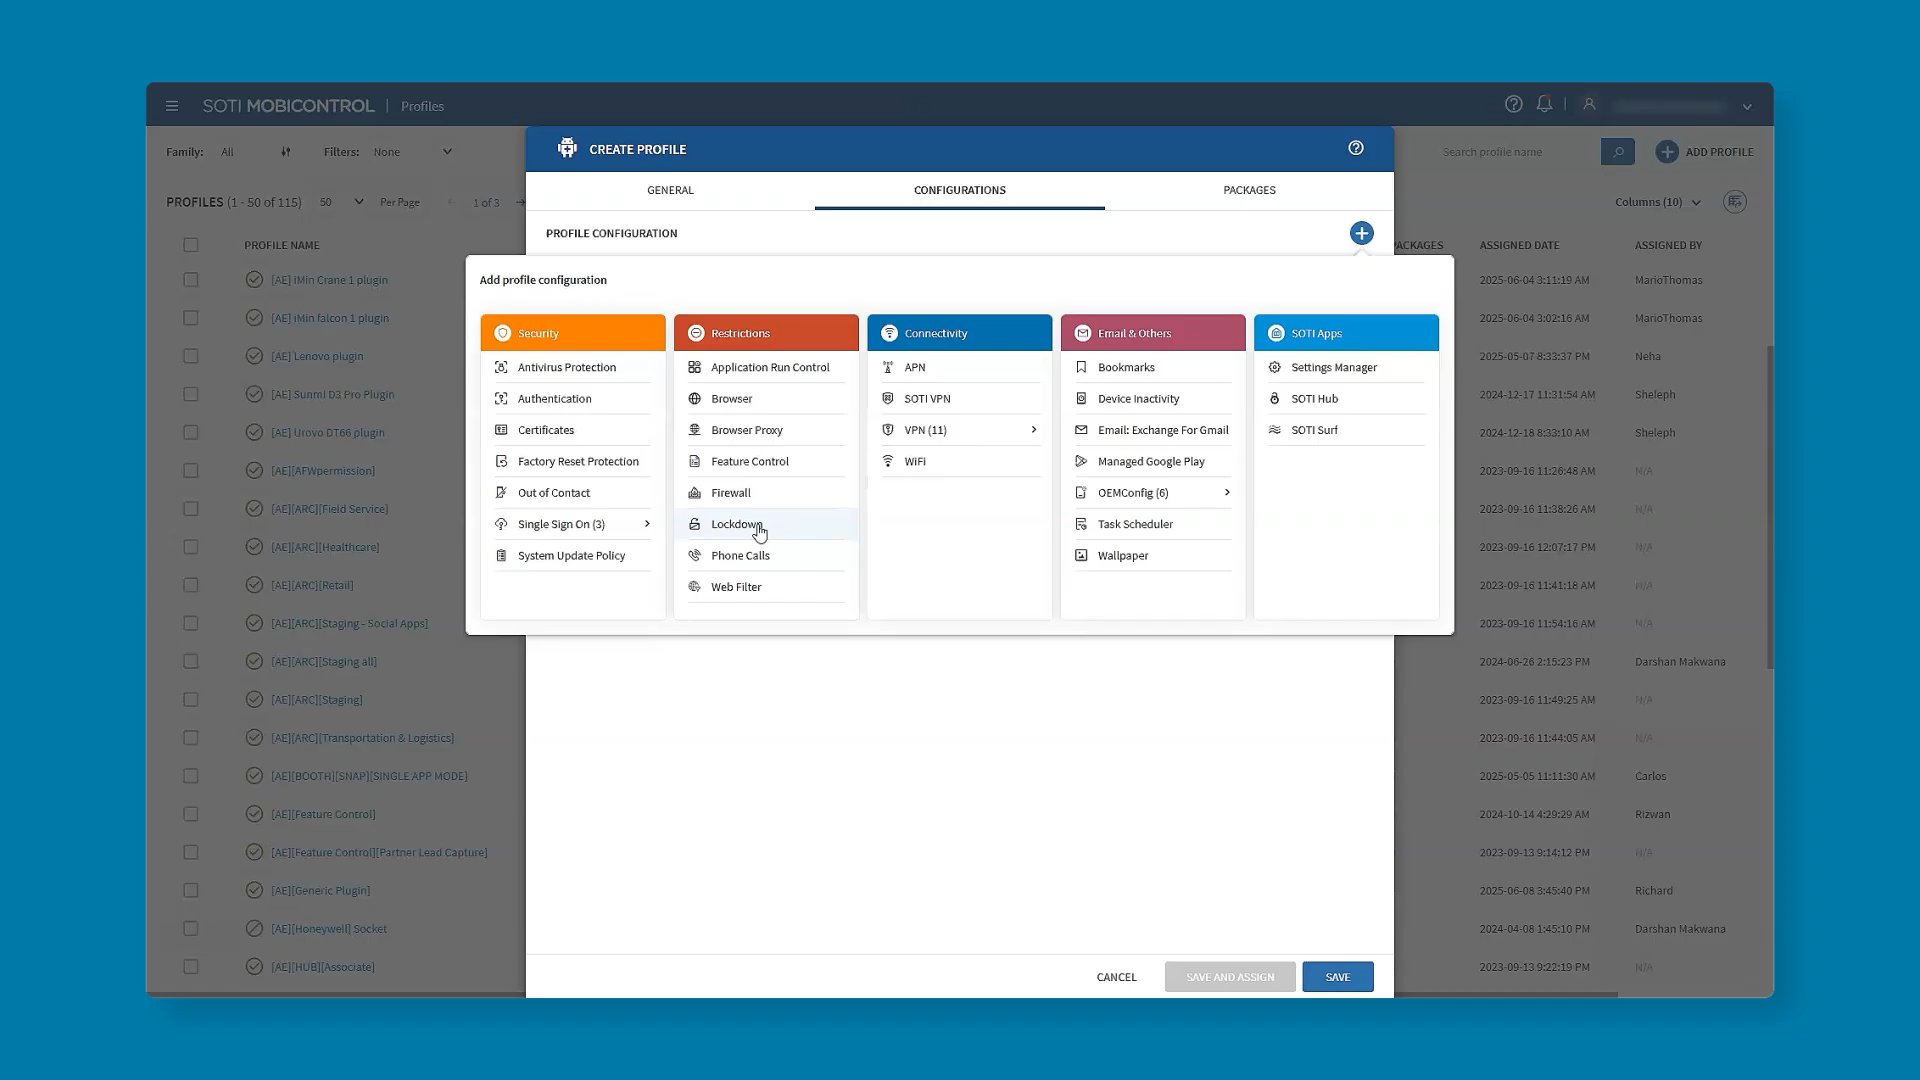 SOTI MOBICONTROL | Profiles
Family: All Filters: None
Search profile name
ADD PROFILE
PROFILES (1 - 50 of 115) 50 Per Page 1 of 3
Columns (10)
PROFILE NAME
PACKAGES ASSIGNED DATE ASSIGNED BY
[AE] iMin Crane 1 plugin
2025-06-04 3:11:19 AM MarioThomas
[AE] iMin falcon 1 plugin
2025-06-04 3:02:16 AM MarioThomas
[AE] Lenovo plugin
2025-05-07 8:33:37 PM Neha
[AE] Sunmi D3 Pro Plugin
2024-12-17 11:31:54 AM Sheleph
[AE] Urovo DT66 plugin
2024-12-18 8:33:10 AM Sheleph
[AE][AFWpermission]
2023-09-16 11:26:48 AM N/A
[AE][ARC][Field Service]
2023-09-16 11:38:26 AM N/A
[AE][ARC][Healthcare]
2023-09-16 12:07:17 PM N/A
[AE][ARC][Retail]
2023-09-16 11:41:18 AM N/A
[AE][ARC][Staging - Social Apps]
2023-09-16 11:54:16 AM N/A
[AE][ARC][Staging all]
2024-06-26 2:15:23 PM Darshan Makwana
[AE][ARC][Staging]
2023-09-16 11:49:25 AM N/A
[AE][ARC][Transportation & Logistics]
2023-09-16 11:44:05 AM N/A
[AE][BOOTH][SNAP][SINGLE APP MODE]
2025-05-05 11:11:30 AM Carlos
[AE][Feature Control]
2024-10-14 4:29:29 AM Rizwan
[AE][Feature Control][Partner Lead Capture]
2023-09-13 9:14:12 PM N/A
[AE][Generic Plugin]
2025-06-08 3:45:40 PM Richard
[AE][Honeywell] Socket
2024-04-08 1:45:10 PM Darshan Makwana
[AE][HUB][Associate]
2023-09-13 9:22:19 PM N/A
CREATE PROFILE
GENERAL CONFIGURATIONS PACKAGES
PROFILE CONFIGURATION
Add profile configuration
Security
Antivirus Protection
Authentication
Certificates
Factory Reset Protection
Out of Contact
Single Sign On (3)
System Update Policy
Restrictions
Application Run Control
Browser
Browser Proxy
Feature Control
Firewall
Lockdown
Phone Calls
Web Filter
Connectivity
APN
SOTI VPN
VPN (11)
WiFi
Email & Others
Bookmarks
Device Inactivity
Email: Exchange For Gmail
Managed Google Play
OEMConfig (6)
Task Scheduler
Wallpaper
SOTI Apps
Settings Manager
SOTI Hub
SOTI Surf
CANCEL SAVE AND ASSIGN SAVE